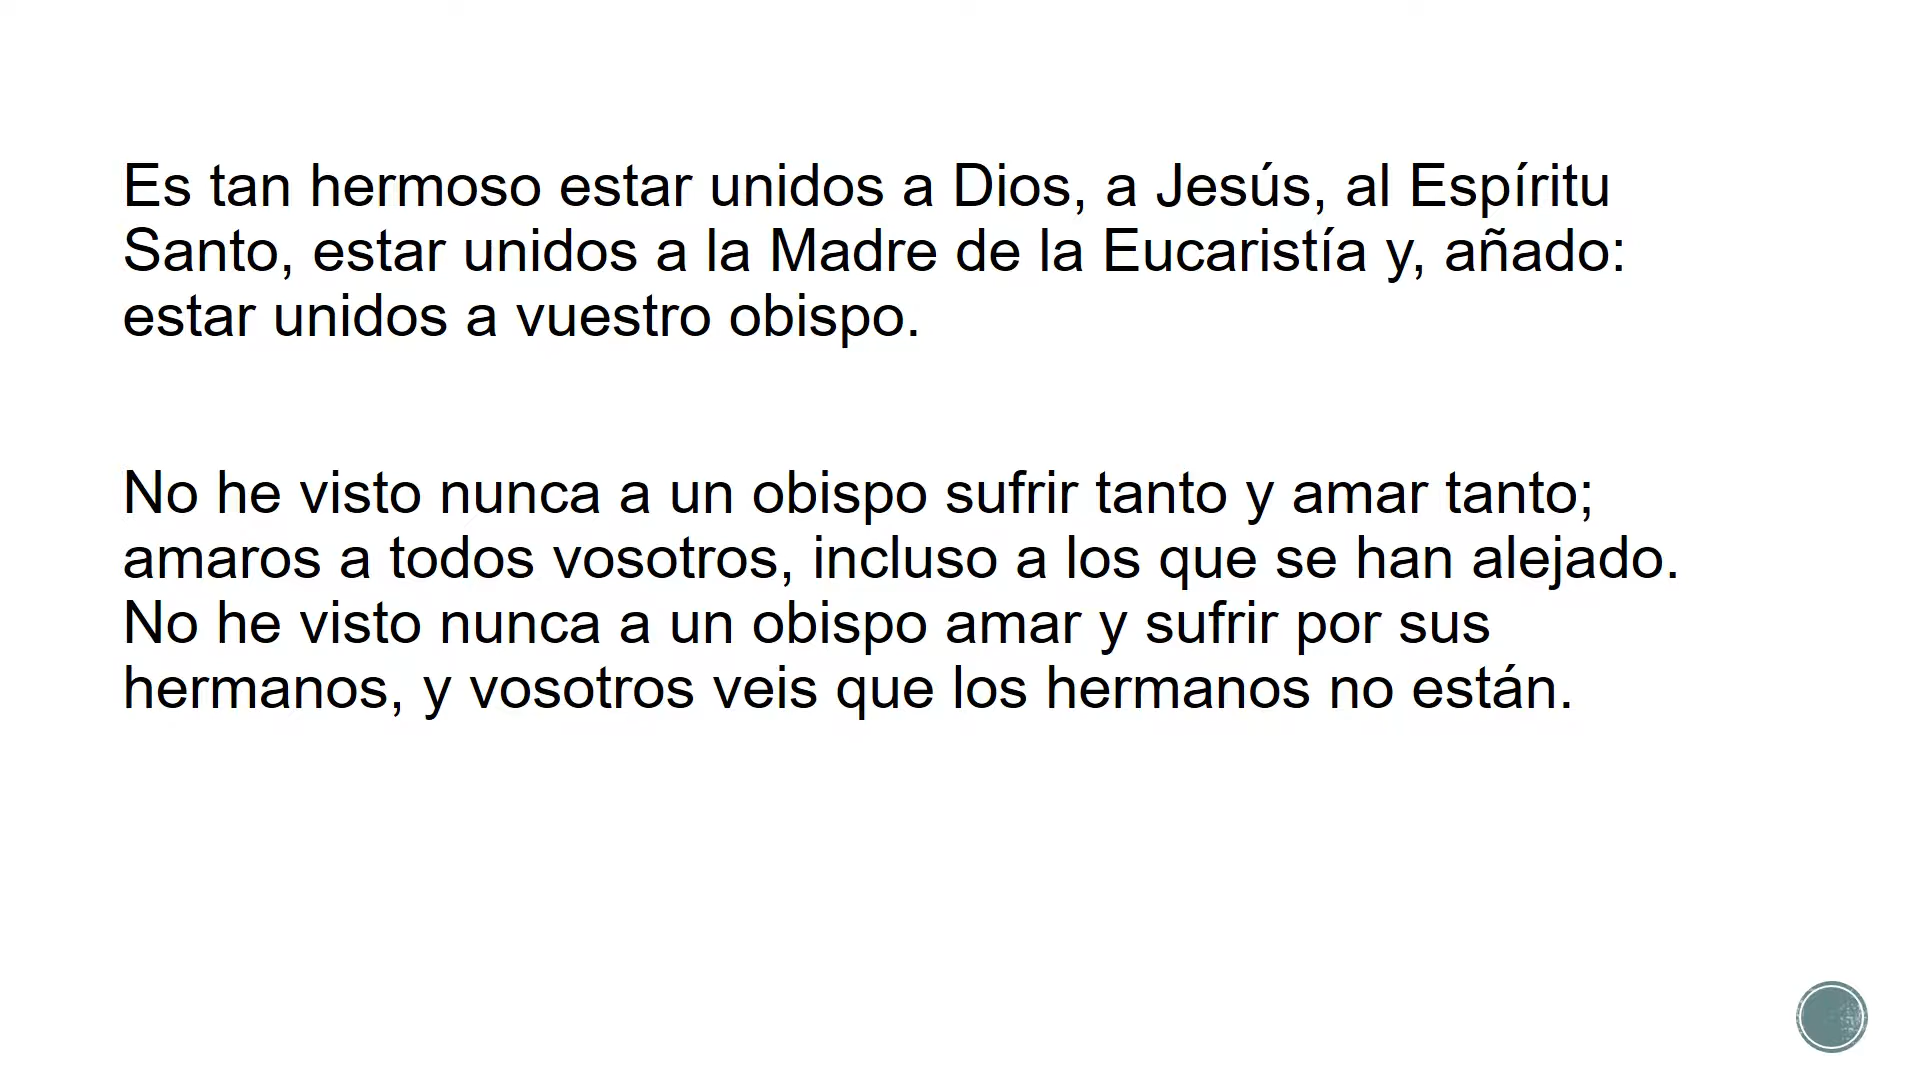 Es tan hermoso estar unidos a Dios, a Jesús, al Espíritu
Santo, estar unidos a la Madre de la Eucaristía y, añado:
estar unidos a vuestro obispo.
No he visto nunca a un obispo sufrir tanto y amar tanto;
amaros a todos vosotros, incluso a los que se han alejado.
No he visto nunca a un obispo amar y sufrir por sus
hermanos, y vosotros veis que los hermanos no están.